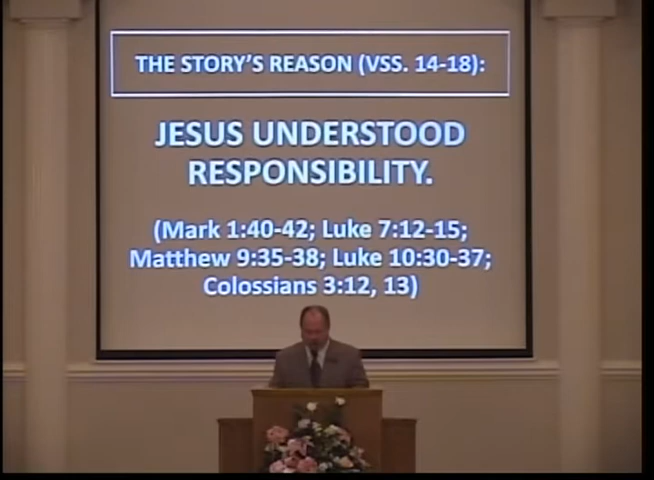 THE STORY'S REASON (VSS. 14-18):
JESUS UNDERSTOOD
RESPONSIBILITY.
(Mark 1:40-42; Luke 7:12-15;
Matthew 9:35-38; Luke 10:30-37;
Colossians 3:12, 13)